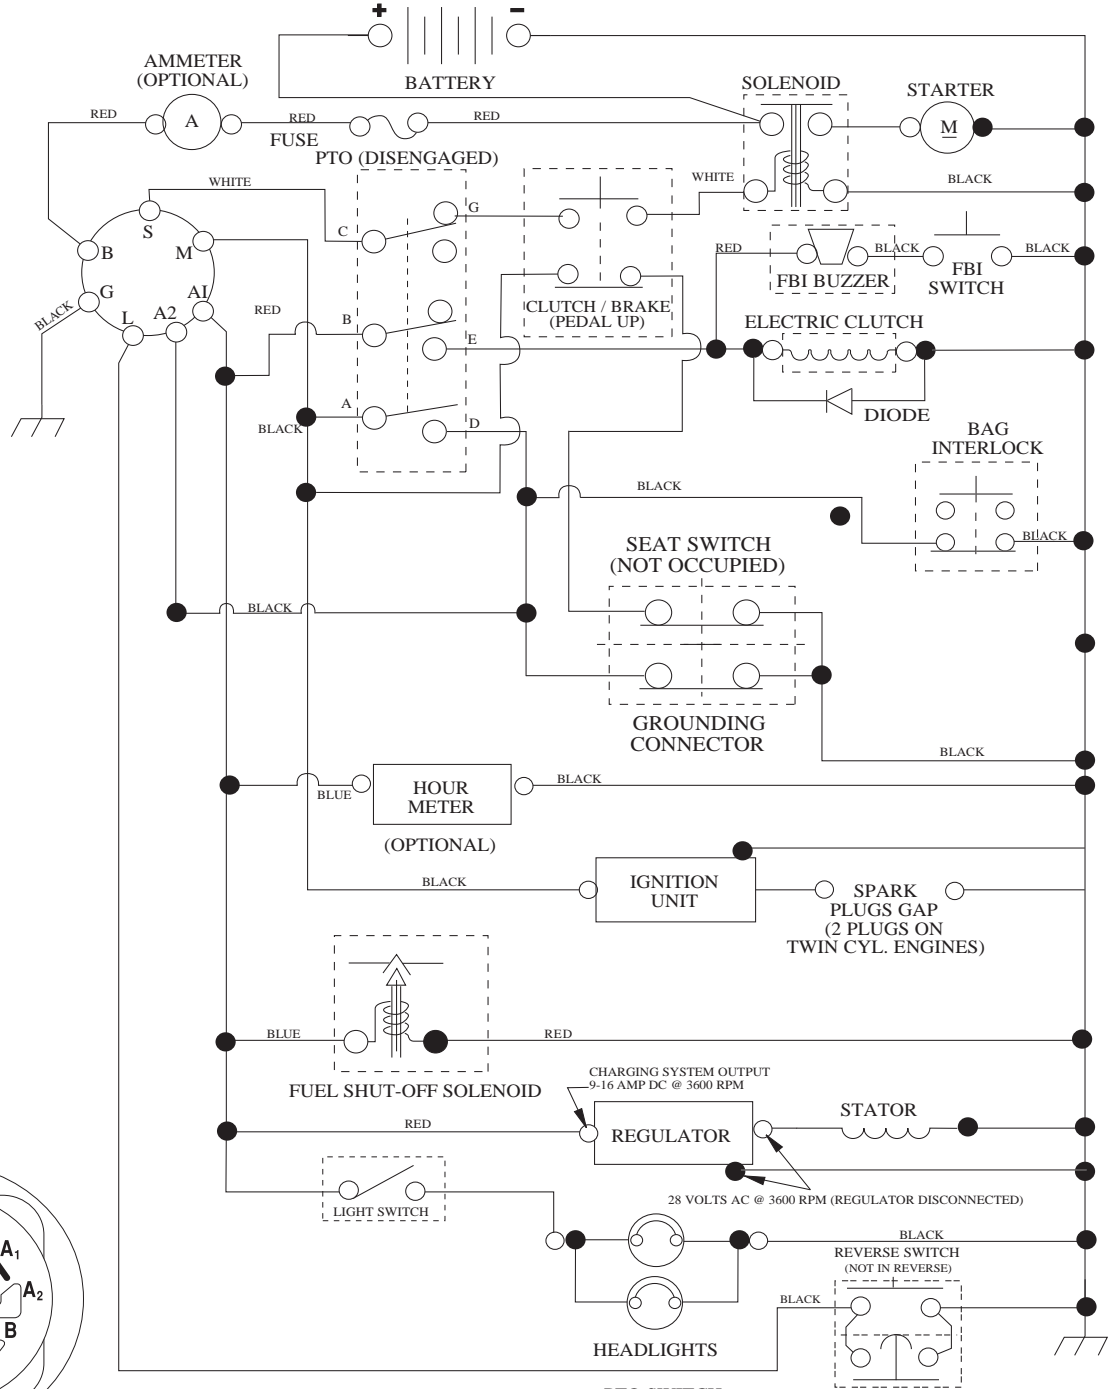 + -
BATTERY
AMMETER
(OPTIONAL)
SOLENOID
STARTER
RED
A
RED
FUSE
RED
M
PTO (DISENGAGED)
WHITE
WHITE
BLACK
S
B
M
G
L
A2
A1
C
G
RED
BLACK
BLACK
FBI BUZZER
FBI
SWITCH
CLUTCH / BRAKE
(PEDAL UP)
BLACK
RED
B
E
ELECTRIC CLUTCH
DIODE
A
BLACK
D
BAG
INTERLOCK
BLACK
BLACK
SEAT SWITCH
(NOT OCCUPIED)
BLACK
GROUNDING
CONNECTOR
BLACK
BLUE
HOUR
METER
BLACK
(OPTIONAL)
BLACK
IGNITION
UNIT
SPARK
PLUGS GAP
(2 PLUGS ON
TWIN CYL. ENGINES)
BLUE
RED
FUEL SHUT-OFF SOLENOID
CHARGING SYSTEM OUTPUT
9-16 AMP DC @ 3600 RPM
RED
REGULATOR
STATOR
28 VOLTS AC @ 3600 RPM (REGULATOR DISCONNECTED)
LIGHT SWITCH
BLACK
REVERSE SWITCH
(NOT IN REVERSE)
BLACK
HEADLIGHTS
A1
A2
B